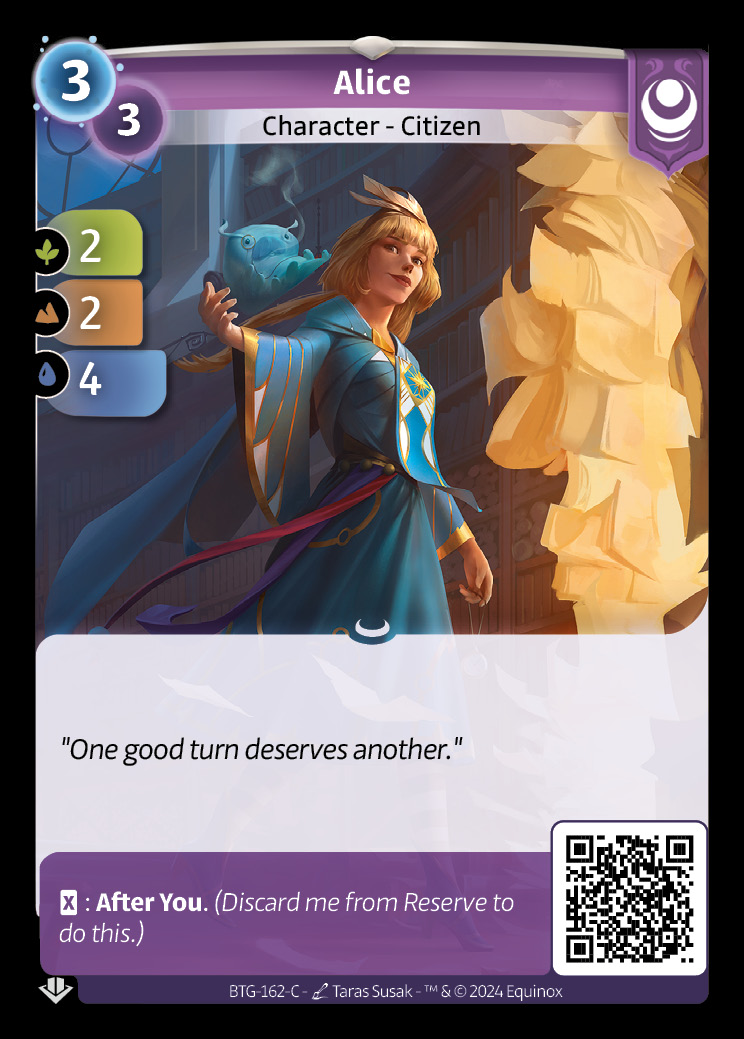 3
Alice
3
Character - Citizen
2
2
4
"One good turn deserves another."
X : After You. (Discard me from Reserve to
do this.)
BTG-162-C - Taras Susak - ™ & © 2024 Equinox